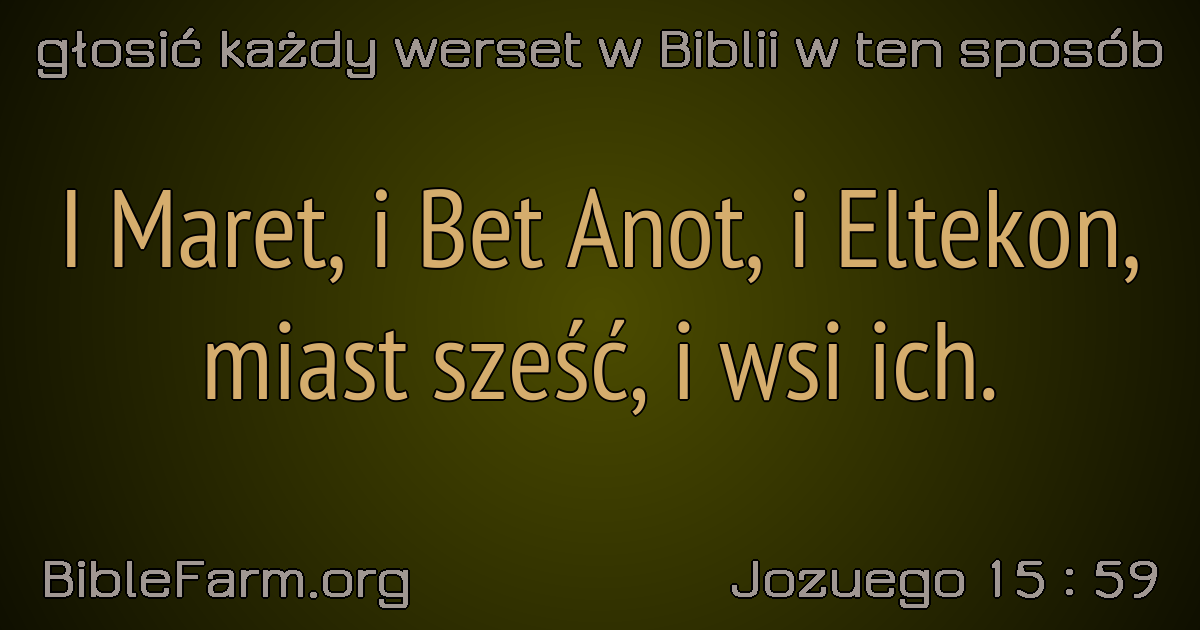 głosić każdy werset w Biblii w ten sposób
I Maret, i Bet Anot, i Eltekon,
miast sześć, i wsi ich.
BibleFarm.org
Jozuego 15 : 59